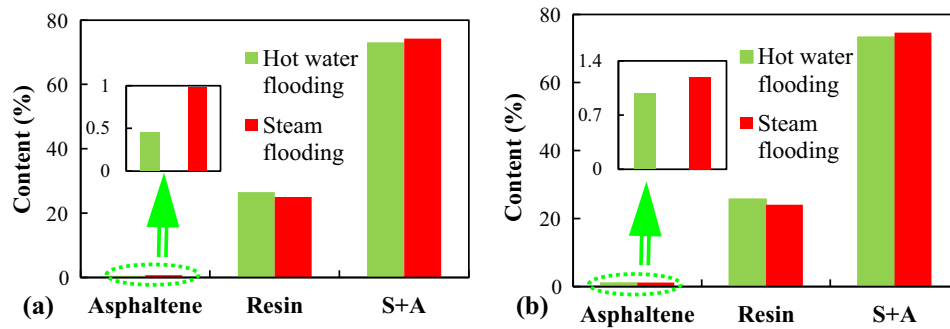 80
60
40
20
0
Content (%)
1
0.5
0
Hot water
flooding
Steam
flooding
Asphaltene
Resin
S+A
(a)
80
60
40
20
0
Content (%)
1.4
0.7
0
Hot water
flooding
Steam
flooding
Asphaltene
Resin
S+A
(b)